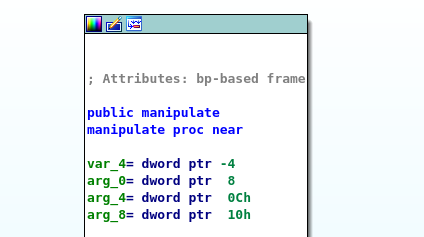 ; Attributes: bp-based frame
public manipulate
manipulate proc near
var_4= dword ptr -4
arg_0= dword ptr  8
arg_4= dword ptr  0Ch
arg_8= dword ptr  10h